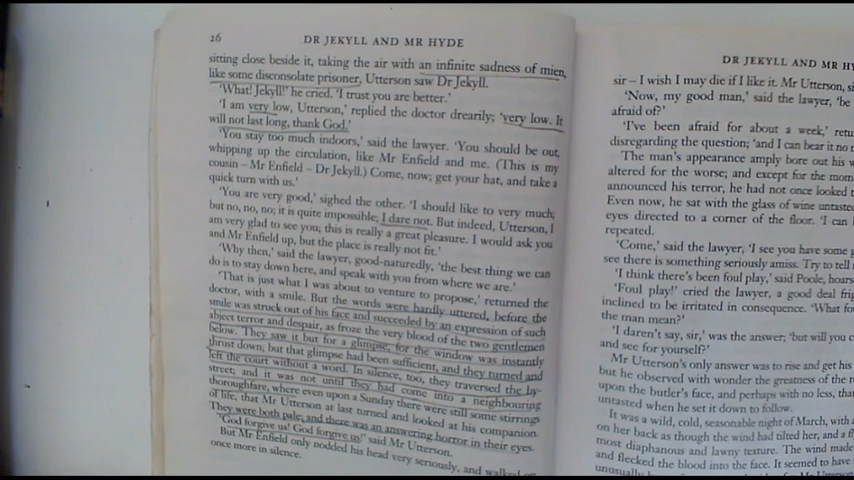 26
DR JEKYLL AND MR HYDE
sitting close beside it, taking the air with an infinite sadness of mien,
like some disconsolate prisoner, Utterson saw Dr Jekyll.
'What! Jekyll!' he cried. 'I trust you are better.'
'I am very low, Utterson,' replied the doctor drearily; 'very low. It
will not last long, thank God.'
'You stay too much indoors,' said the lawyer. 'You should be out,
whipping up the circulation, like Mr Enfield and me. (This is my
cousin – Mr Enfield – Dr Jekyll.) Come, now; get your hat, and take a
quick turn with us.'
'You are very good,' sighed the other. 'I should like to very much;
but no, no, no; it is quite impossible; I dare not. But indeed, Utterson, I
am very glad to see you; this is really a great pleasure. I would ask you
and Mr Enfield up, but the place is really not fit.'
'Why then,' said the lawyer, good-naturedly, 'the best thing we can
do is to stay down here, and speak with you from where we are.'
'That is just what I was about to venture to propose,' returned the
doctor, with a smile. But the words were hardly uttered, before the
smile was struck out of his face and succeeded by an expression of such
abject terror and despair, as froze the very blood of the two gentlemen
below. They saw it but for a glimpse, for the window was instantly
thrust down; but that glimpse had been sufficient, and they turned and
left the court without a word. In silence, too, they traversed the by-
street; and it was not until they had come into a neighbouring
thoroughfare, where even upon a Sunday there were still some stirrings
of life, that Mr Utterson at last turned and looked at his companion.
They were both pale; and there was an answering horror in their eyes.
'God forgive us! God forgive us!' said Mr Utterson.
But Mr Enfield only nodded his head very seriously, and walked on
once more in silence.
DR JEKYLL AND MR HY
sir – I wish I may die if I like it. Mr Utterson, si
'Now, my good man,' said the lawyer, 'be
afraid of?'
'I've been afraid for about a week,' retu
disregarding the question; 'and I can bear it no
The man's appearance amply bore out his w
altered for the worse; and except for the mom
announced his terror, he had not once looked t
Even now, he sat with the glass of wine untaste
eyes directed to a corner of the floor. 'I can
repeated.
'Come,' said the lawyer, 'I see you have some g
see there is something seriously amiss. Try to tell
'I think there's been foul play,' said Poole, hoars
'Foul play!' cried the lawyer, a good deal frig
inclined to be irritated in consequence. 'What fo
the man mean?'
'I daren't say, sir,' was the answer; 'but will you c
and see for yourself?'
Mr Utterson's only answer was to rise and get his
but he observed with wonder the greatness of the r
upon the butler's face, and perhaps with no less, tha
untasted when he set it down to follow.
It was a wild, cold, seasonable night of March, with
on her back as though the wind had tilted her, and a f
most diaphanous and lawny texture. The wind made
and flecked the blood into the face. It seemed to have
unusually